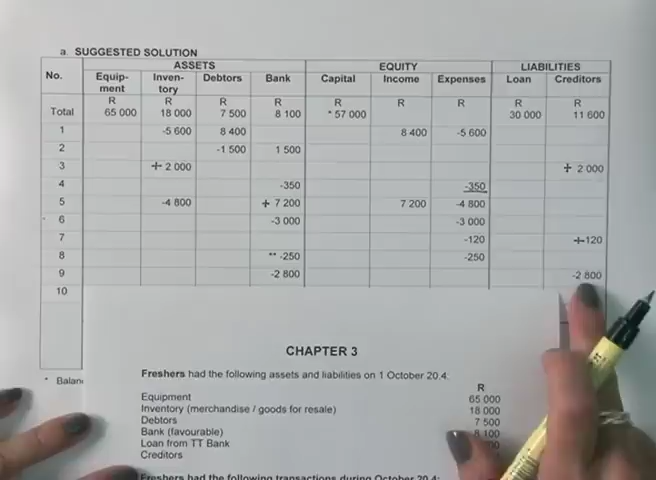 a. SUGGESTED SOLUTION
No. ASSETS EQUITY LIABILITIES
Equip-ment Inven-tory Debtors Bank Capital Income Expenses Loan Creditors
R R R R R R R R R
Total 65 000 18 000 7 500 8 100 * 57 000 30 000 11 600
1 -5 600 8 400 8 400 -5 600
2 -1 500 1 500
3 + 2 000 + 2 000
4 -350 -350
5 -4 800 + 7 200 7 200 -4 800
6 -3 000 -3 000
7 -120 +120
8 ** -250 -250
9 -2 800 -2 800
10
*
CHAPTER 3
Freshers had the following assets and liabilities on 1 October 20.4:
R
Equipment 65 000
Inventory (merchandise / goods for resale) 18 000
Debtors 7 500
Bank (favourable) 8 100
Loan from TT Bank
Creditors
Freshers had the following transactions during October 20.4: